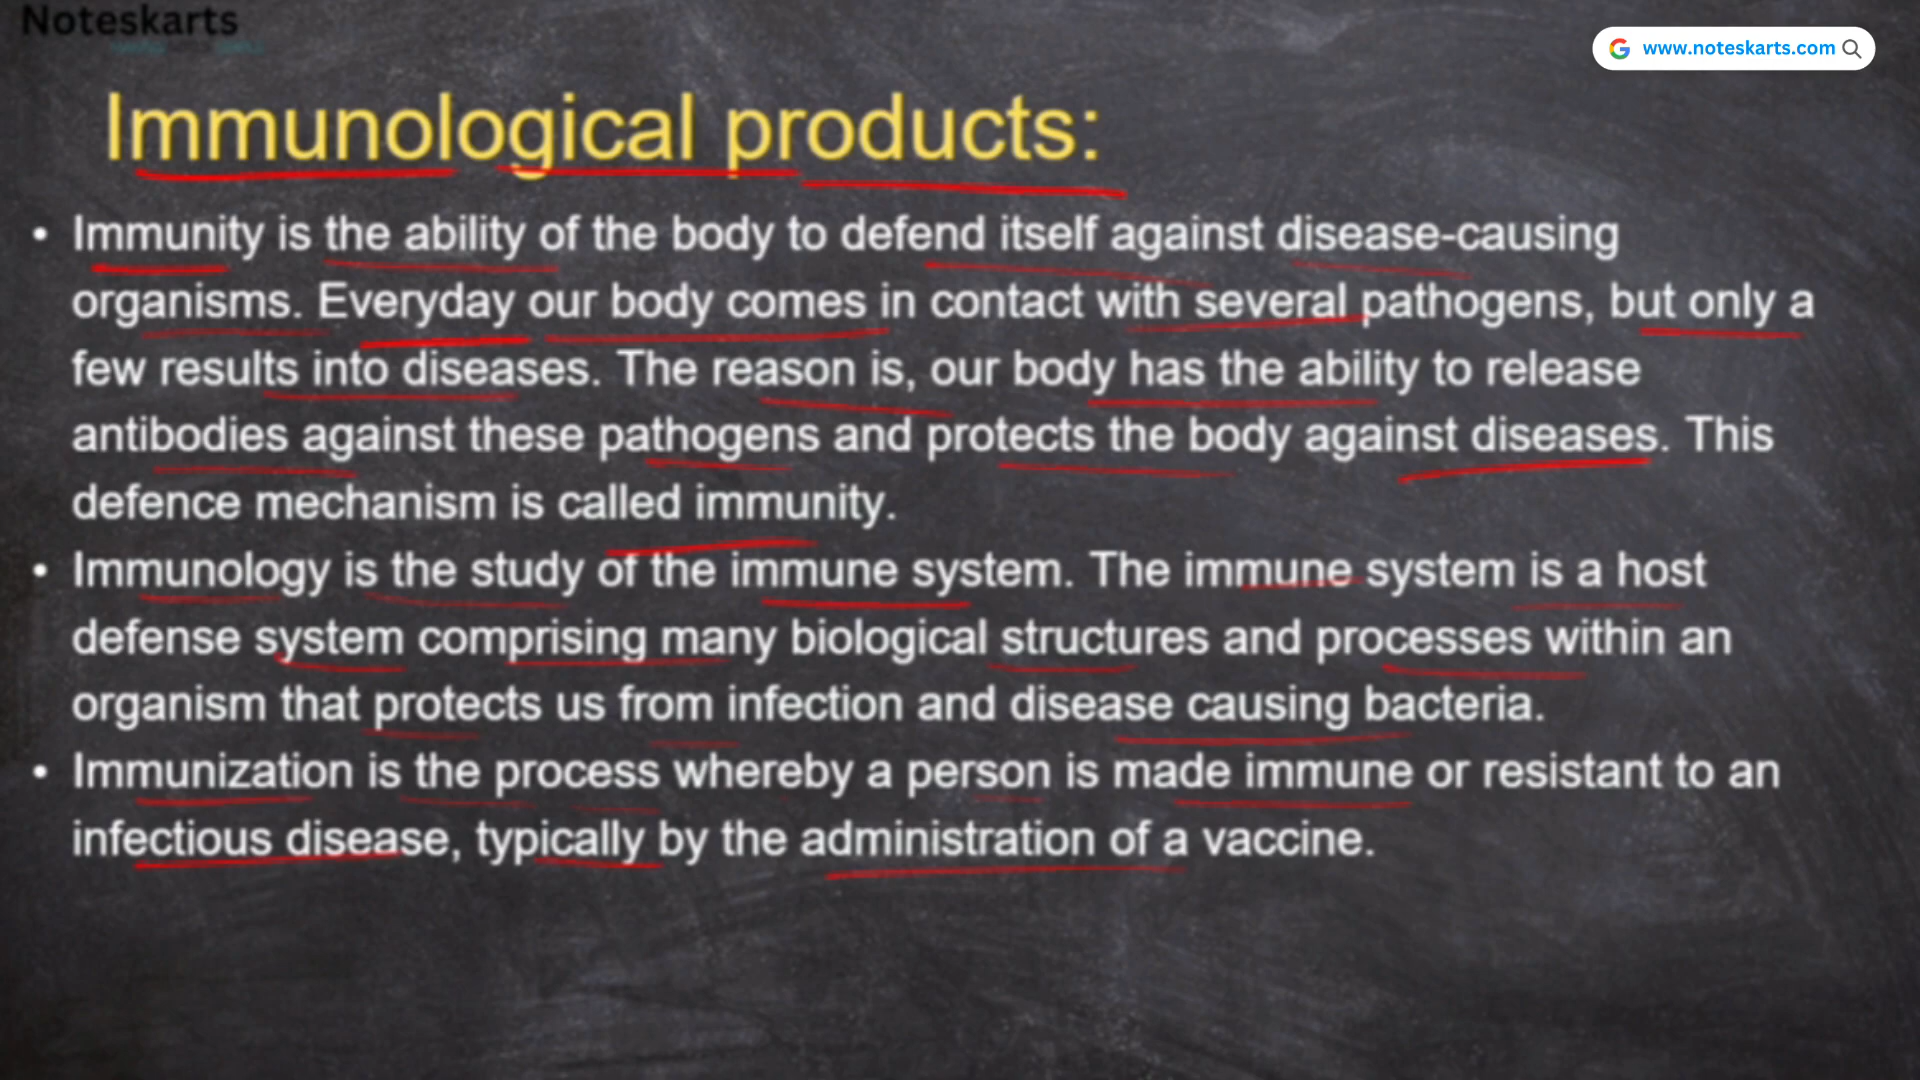 Noteskarts
www.noteskarts.com
Immunological products:
• Immunity is the ability of the body to defend itself against disease-causing
organisms. Everyday our body comes in contact with several pathogens, but only a
few results into diseases. The reason is, our body has the ability to release
antibodies against these pathogens and protects the body against diseases. This
defence mechanism is called immunity.
• Immunology is the study of the immune system. The immune system is a host
defense system comprising many biological structures and processes within an
organism that protects us from infection and disease causing bacteria.
• Immunization is the process whereby a person is made immune or resistant to an
infectious disease, typically by the administration of a vaccine.